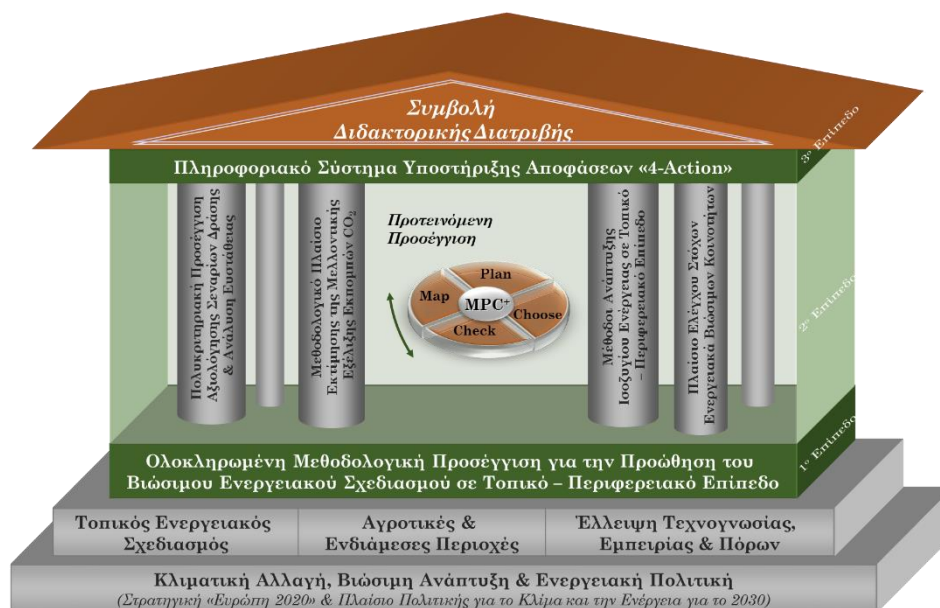 Συμβολή
Διδακτορικής Διατριβής
Πληροφοριακό Σύστημα Υποστήριξης Αποφάσεων «4-Action»
3ο Επίπεδο
Πολυκριτηριακή Προσέγγιση
Αξιολόγησης Σεναρίων Δράσης
& Ανάλυση Ευστάθειας
Μεθοδολογικό Πλαίσιο
Εκτίμησης της Μελλοντικής
Εξέλιξης Εκπομπών CO₂
Προτεινόμενη
Προσέγγιση
Plan
Map
MPC⁺
Choose
Check
Μέθοδοι Ανάπτυξης
Ισοζυγίου Ενέργειας σε Τοπικό
– Περιφερειακό Επίπεδο
Πλαίσιο Ελέγχου Στόχων
Ενεργειακά Βιώσιμων Κοινοτήτων
2ο Επίπεδο
Ολοκληρωμένη Μεθοδολογική Προσέγγιση για την Προώθηση του
Βιώσιμου Ενεργειακού Σχεδιασμού σε Τοπικό – Περιφερειακό Επίπεδο
1ο Επίπεδο
Τοπικός Ενεργειακός
Σχεδιασμός
Αγροτικές &
Ενδιάμεσες Περιοχές
Έλλειψη Τεχνογνωσίας,
Εμπειρίας & Πόρων
Κλιματική Αλλαγή, Βιώσιμη Ανάπτυξη & Ενεργειακή Πολιτική
(Στρατηγική «Ευρώπη 2020» & Πλαίσιο Πολιτικής για το Κλίμα και την Ενέργεια για το 2030)